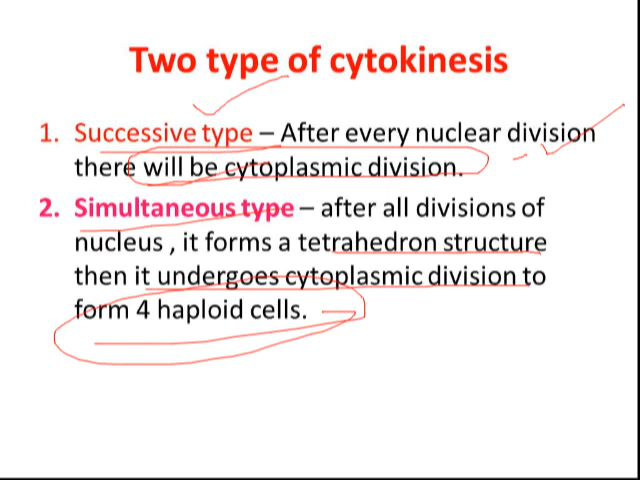 Two type of cytokinesis
1. Successive type – After every nuclear division
there will be cytoplasmic division.
2. Simultaneous type – after all divisions of
nucleus , it forms a tetrahedron structure
then it undergoes cytoplasmic division to
form 4 haploid cells.